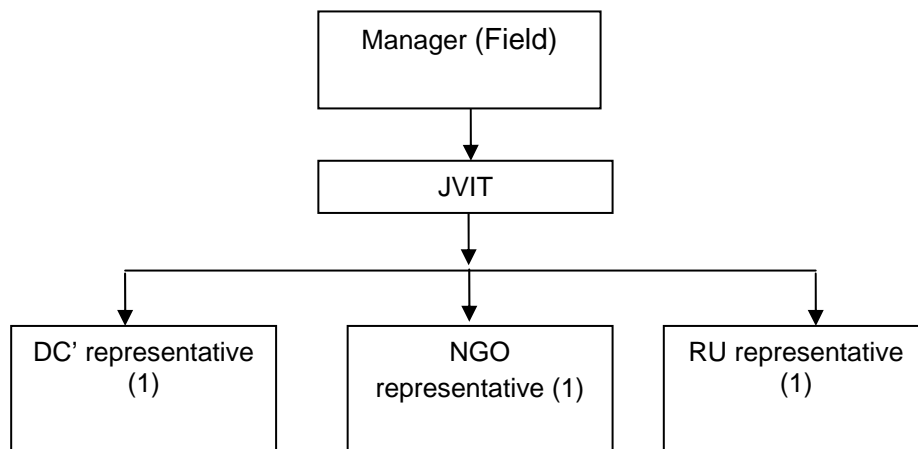 Manager (Field)
JVIT
DC’ representative
(1)
NGO
representative (1)
RU representative
(1)